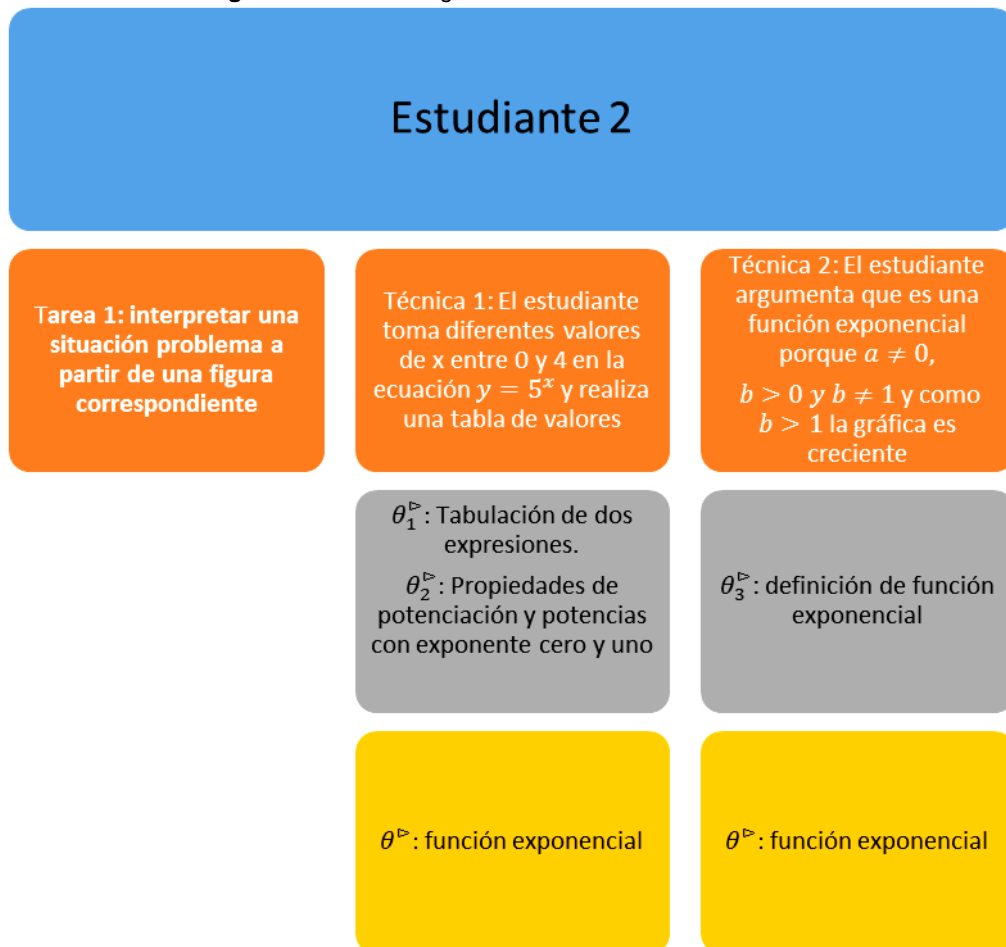 Estudiante 2
Tarea 1: interpretar una
situación problema a
partir de una figura
correspondiente
Técnica 1: El estudiante
toma diferentes valores
de x entre 0 y 4 en la
ecuación y = 5^x y realiza
una tabla de valores
Técnica 2: El estudiante
argumenta que es una
función exponencial
porque a ≠ 0,
b > 0 y b ≠ 1 y como
b > 1 la gráfica es
creciente
θ₁^⊳: Tabulación de dos
expresiones.
θ₂^⊳: Propiedades de
potenciación y potencias
con exponente cero y uno
θ₃^⊳: definición de función
exponencial
θ^⊳: función exponencial
θ^⊳: función exponencial